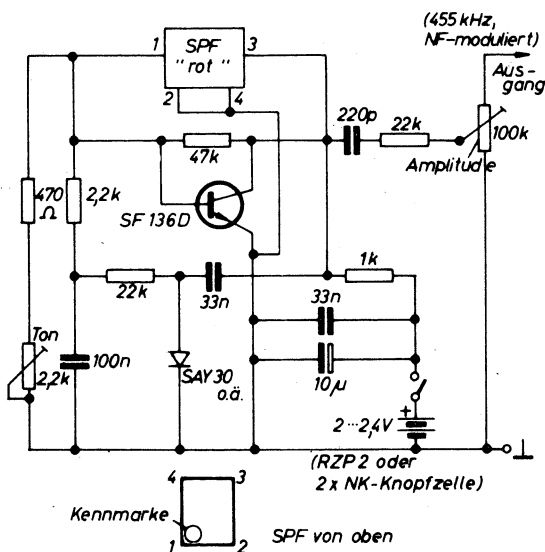 (455 kHz,
NF-moduliert)
Aus-
gang
1
SPF
"rot"
3
2
4
220p
22k
100k
Amplitude
47k
470
Ω
2,2k
SF 136D
1k
22k
33n
33n
Ton
2,2k
100n
SAY30
o.ä.
10µ
+
2···2,4V
(RZP 2 oder
2 x NK-Knopfzelle)
4
3
Kennmarke
1
2
SPF von oben